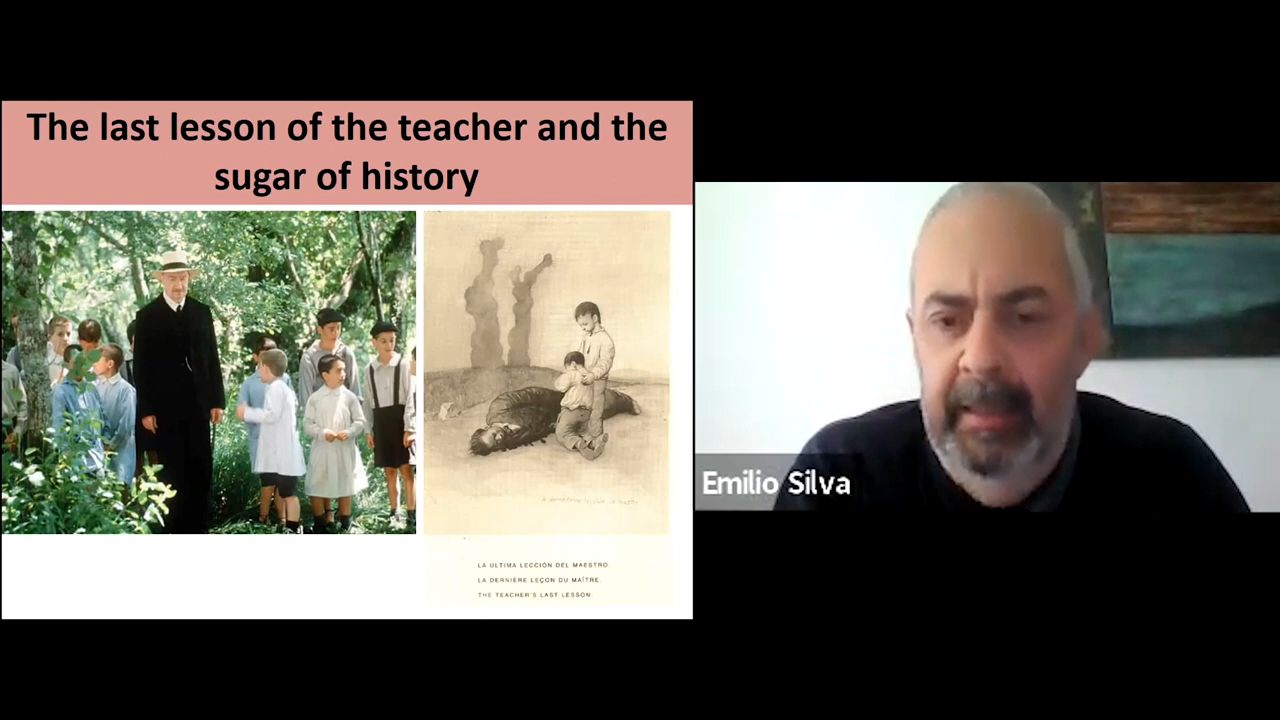 The last lesson of the teacher and the
sugar of history
LA ULTIMA LECCIÓN DEL MAESTRO.
LA DERNIERE LEÇON DU MAÎTRE.
THE TEACHER'S LAST LESSON.
Emilio Silva